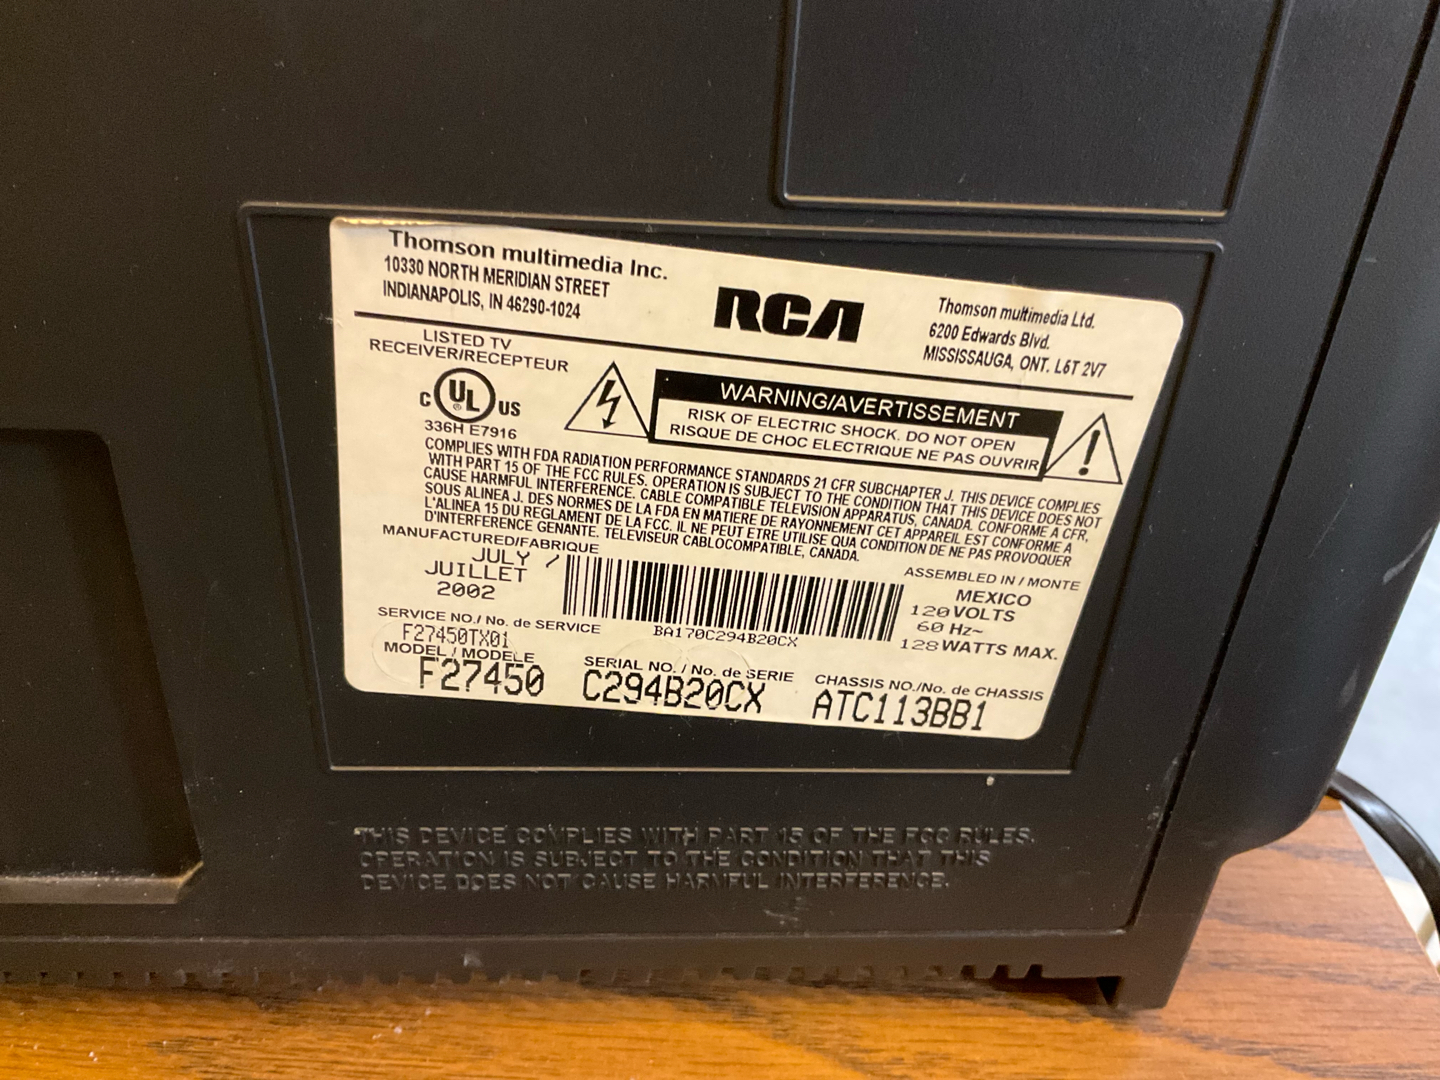 Thomson multimedia Inc.
10330 NORTH MERIDIAN STREET
INDIANAPOLIS, IN 46290-1024
RCA
Thomson multimedia Ltd.
6200 Edwards Blvd.
MISSISSAUGA, ONT. L6T 2V7
LISTED TV
RECEIVER/RECEPTEUR
C UL ® US
336H E7916
WARNING/AVERTISSEMENT
RISK OF ELECTRIC SHOCK. DO NOT OPEN
RISQUE DE CHOC ELECTRIQUE NE PAS OUVRIR
!
COMPLIES WITH FDA RADIATION PERFORMANCE STANDARDS 21 CFR SUBCHAPTER J. THIS DEVICE COMPLIES
WITH PART 15 OF THE FCC RULES. OPERATION IS SUBJECT TO THE CONDITION THAT THIS DEVICE DOES NOT
CAUSE HARMFUL INTERFERENCE. CABLE COMPATIBLE TELEVISION APPARATUS, CANADA. CONFORME A CFR,
SOUS ALINEA J. DES NORMES DE LA FDA EN MATIERE DE RAYONNEMENT CET APPAREIL EST CONFORME A
L'ALINEA 15 DU REGLAMENT DE LA FCC. IL NE PEUT ETRE UTILISE QUA CONDITION DE NE PAS PROVOQUER
D'INTERFERENCE GENANTE. TELEVISEUR CABLOCOMPATIBLE, CANADA.
MANUFACTURED/FABRIQUE
JULY /
JUILLET
2002
BA170C294B20CX
ASSEMBLED IN / MONTE
MEXICO
120 VOLTS
60 Hz~
128 WATTS MAX.
SERVICE NO./ No. de SERVICE
F27450TX01
MODEL / MODELE
F27450
SERIAL NO. / No. de SERIE
C294B20CX
CHASSIS NO./No. de CHASSIS
ATC113BB1
THIS DEVICE COMPLIES WITH PART 15 OF THE FCC RULES.
OPERATION IS SUBJECT TO THE CONDITION THAT THIS
DEVICE DOES NOT CAUSE HARMFUL INTERFERENCE.